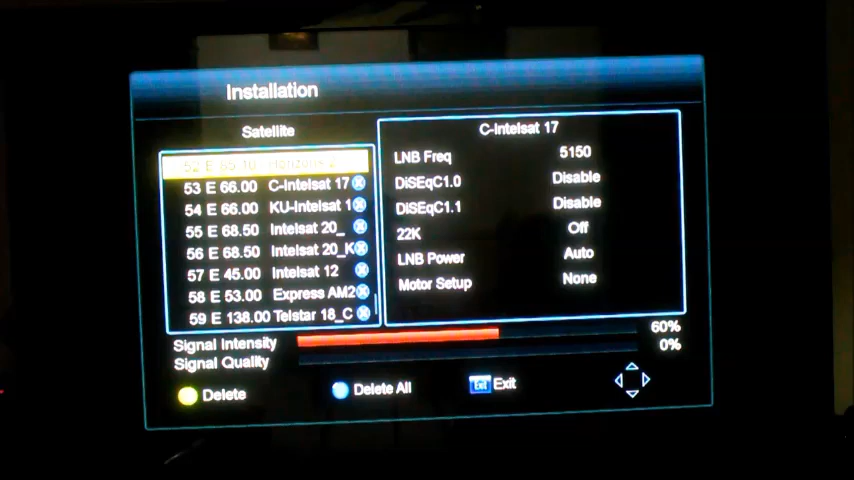 Installation
Satellite
52 E 85.10 Horizons 2
53 E 66.00 C-Intelsat 17
54 E 66.00 KU-Intelsat 1
55 E 68.50 Intelsat 20_
56 E 68.50 Intelsat 20_K
57 E 45.00 Intelsat 12
58 E 53.00 Express AM2
59 E 138.00 Telstar 18_C
C-Intelsat 17
LNB Freq 5150
DiSEqC1.0 Disable
DiSEqC1.1 Disable
22K Off
LNB Power Auto
Motor Setup None
Signal Intensity 60%
Signal Quality 0%
Delete Delete All Exit Exit